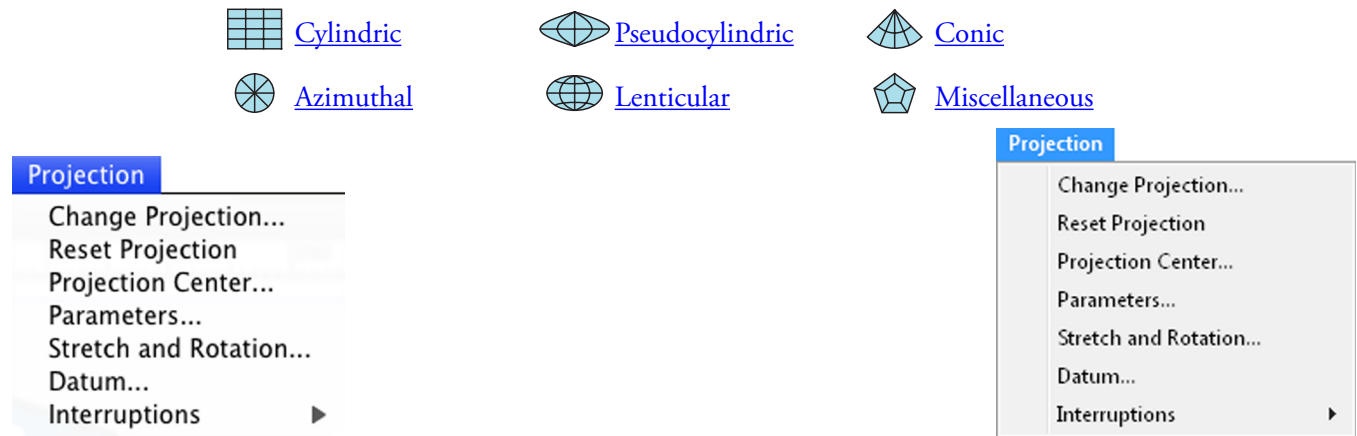 Cylindric Pseudocylindric Conic
Azimuthal Lenticular Miscellaneous
Projection
Change Projection...
Reset Projection
Projection Center...
Parameters...
Stretch and Rotation...
Datum...
Interruptions
Projection
Change Projection...
Reset Projection
Projection Center...
Parameters...
Stretch and Rotation...
Datum...
Interruptions